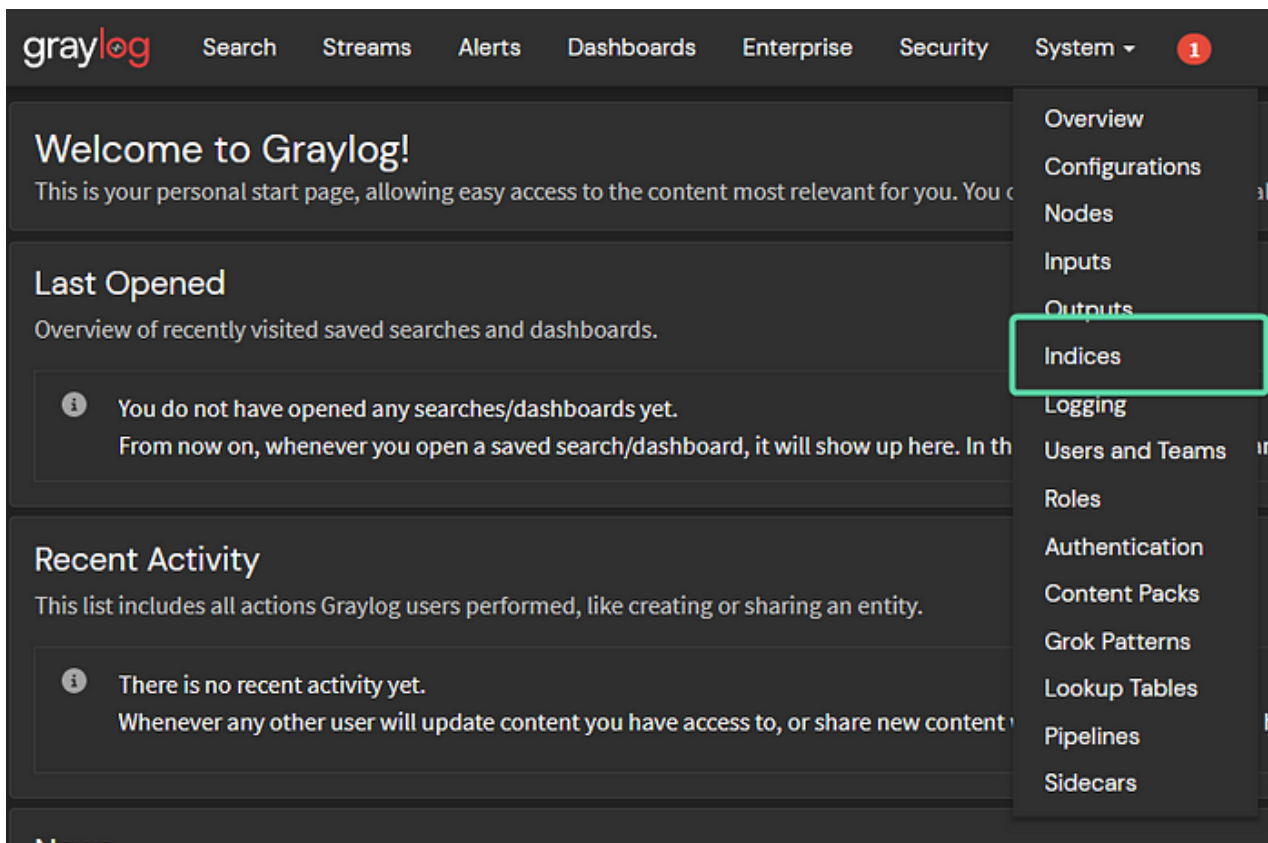 graylog Search Streams Alerts Dashboards Enterprise Security System 1
Welcome to Graylog!
This is your personal start page, allowing easy access to the content most relevant for you. You
Last Opened
Overview of recently visited saved searches and dashboards.
You do not have opened any searches/dashboards yet.
From now on, whenever you open a saved search/dashboard, it will show up here. In th
Recent Activity
This list includes all actions Graylog users performed, like creating or sharing an entity.
There is no recent activity yet.
Whenever any other user will update content you have access to, or share new content
Overview
Configurations
Nodes
Inputs
Outputs
Indices
Logging
Users and Teams
Roles
Authentication
Content Packs
Grok Patterns
Lookup Tables
Pipelines
Sidecars